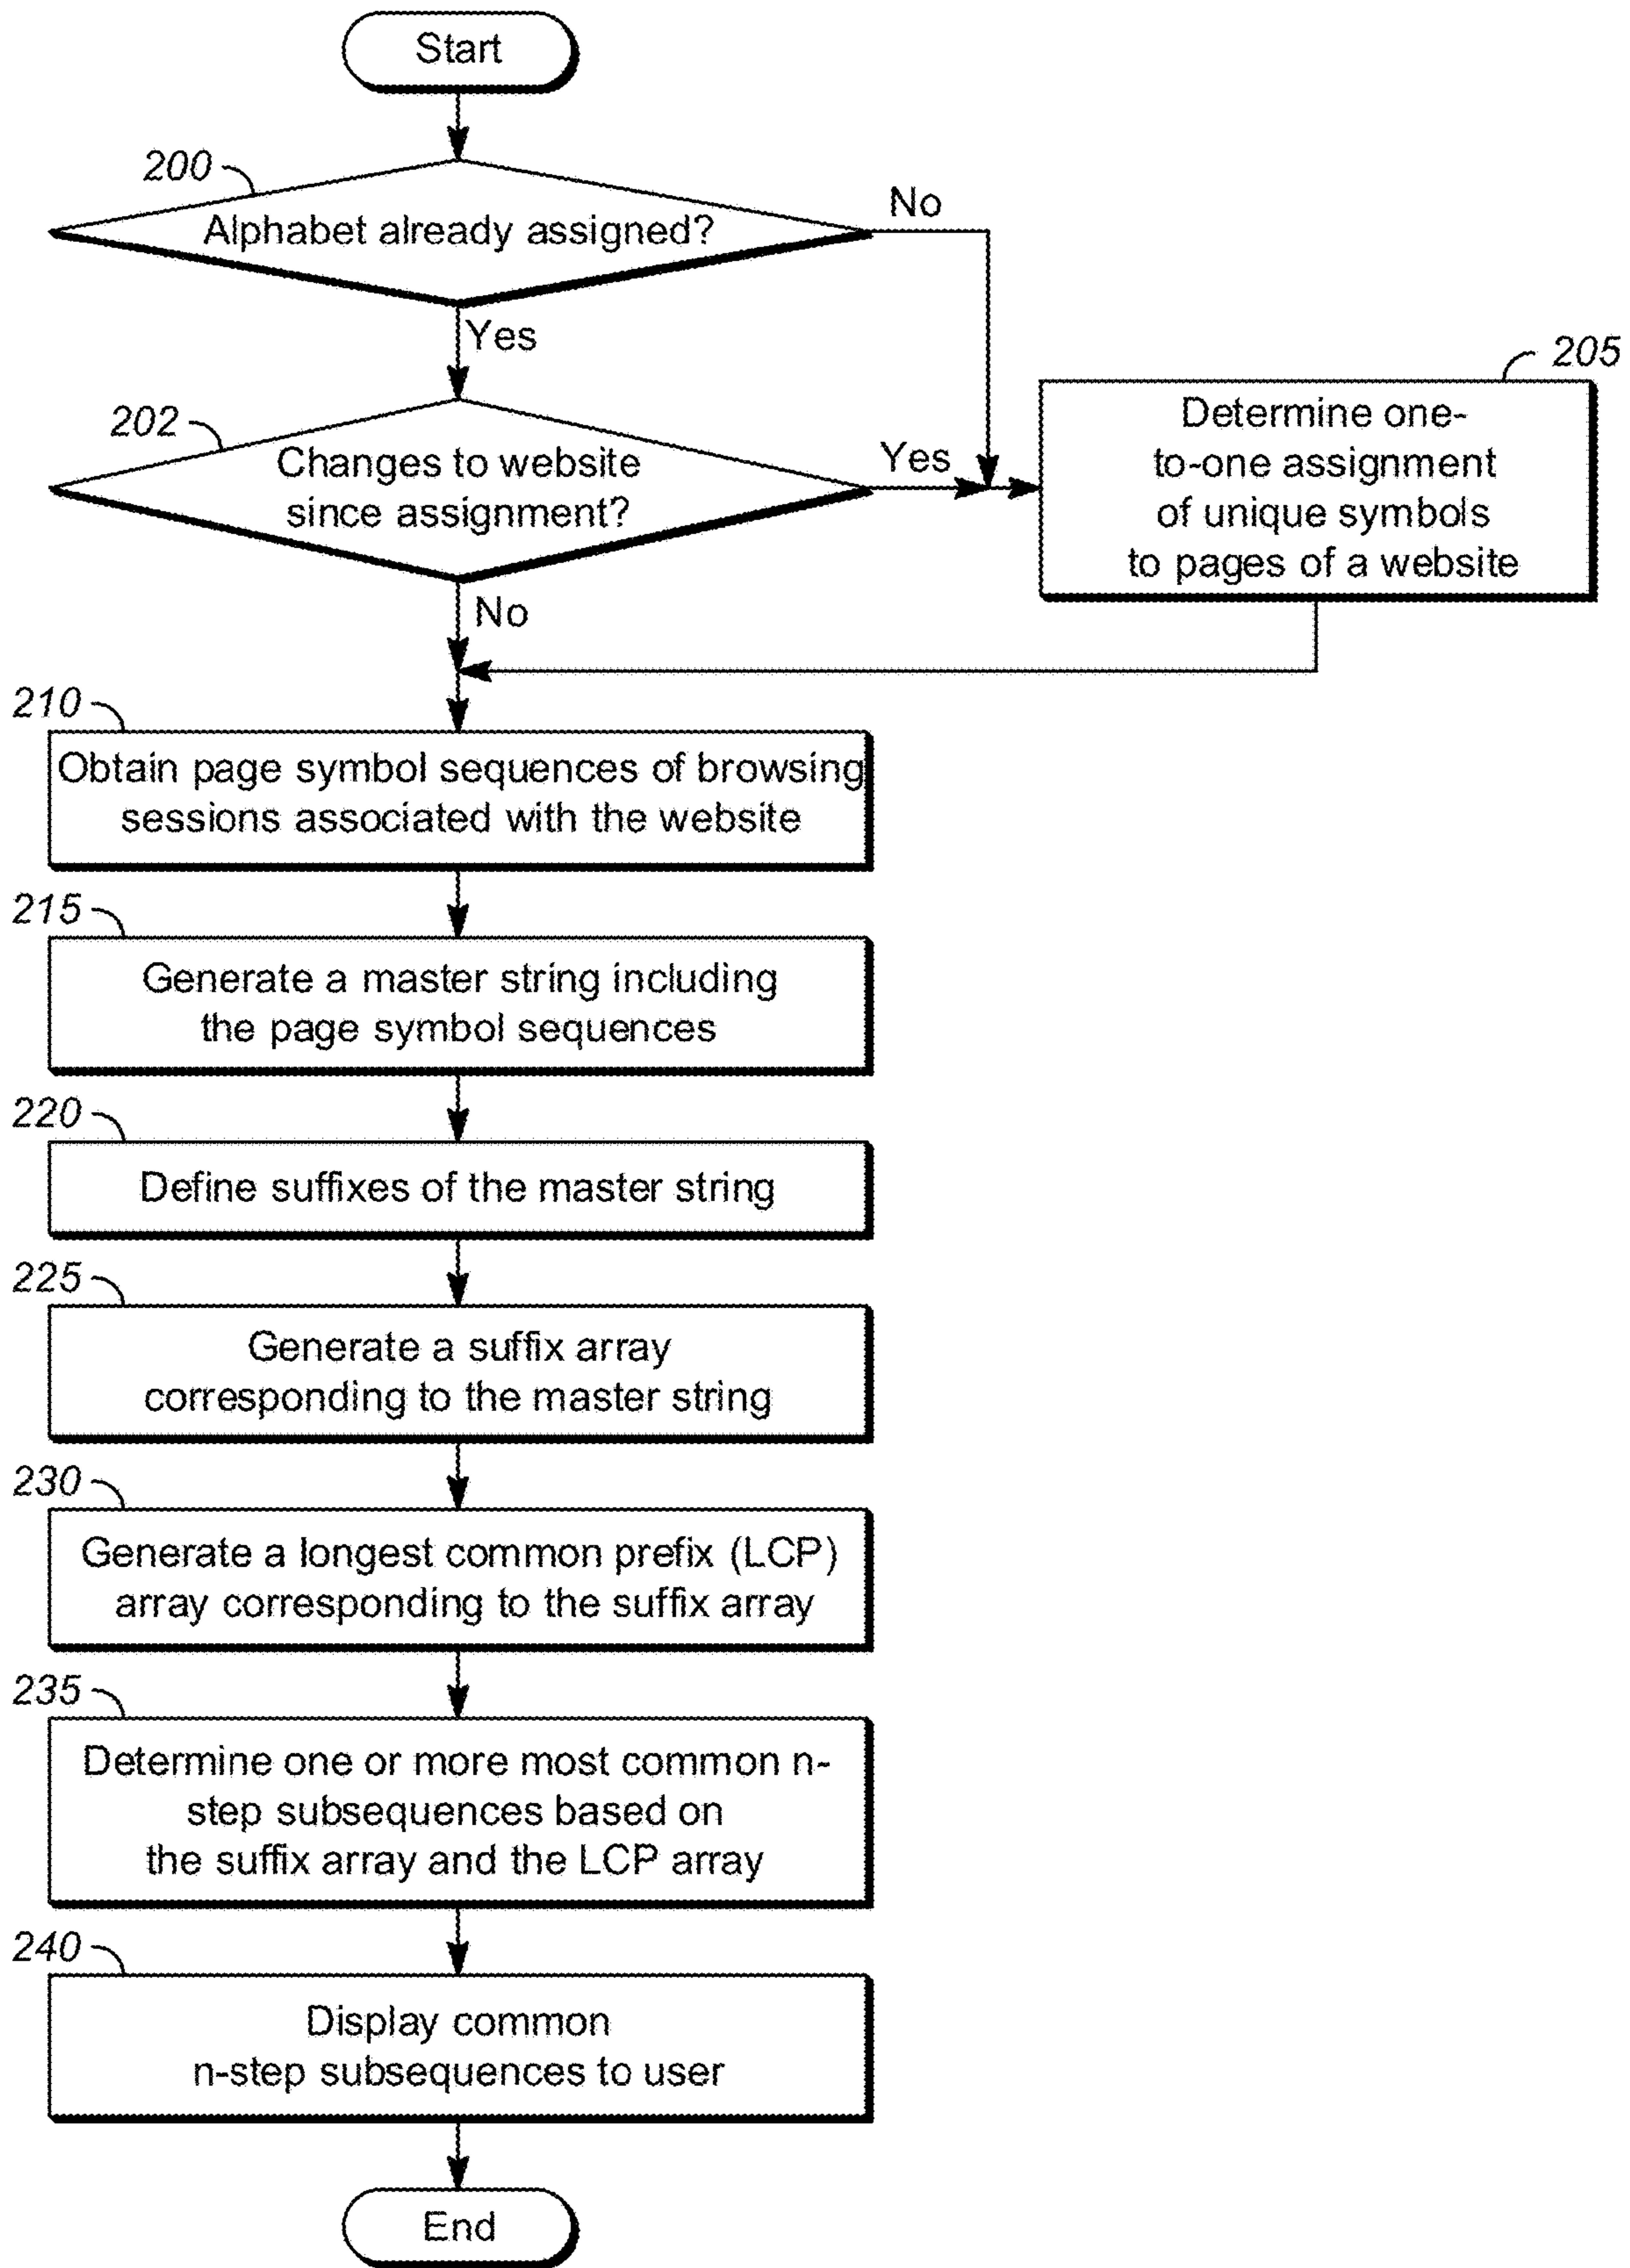 Start
200
Alphabet already assigned?
No
Yes
202
Changes to website
since assignment?
Yes
205
Determine one-
to-one assignment
of unique symbols
to pages of a website
No
210
Obtain page symbol sequences of browsing
sessions associated with the website
215
Generate a master string including
the page symbol sequences
220
Define suffixes of the master string
225
Generate a suffix array
corresponding to the master string
230
Generate a longest common prefix (LCP)
array corresponding to the suffix array
235
Determine one or more most common n-
step subsequences based on
the suffix array and the LCP array
240
Display common
n-step subsequences to user
End